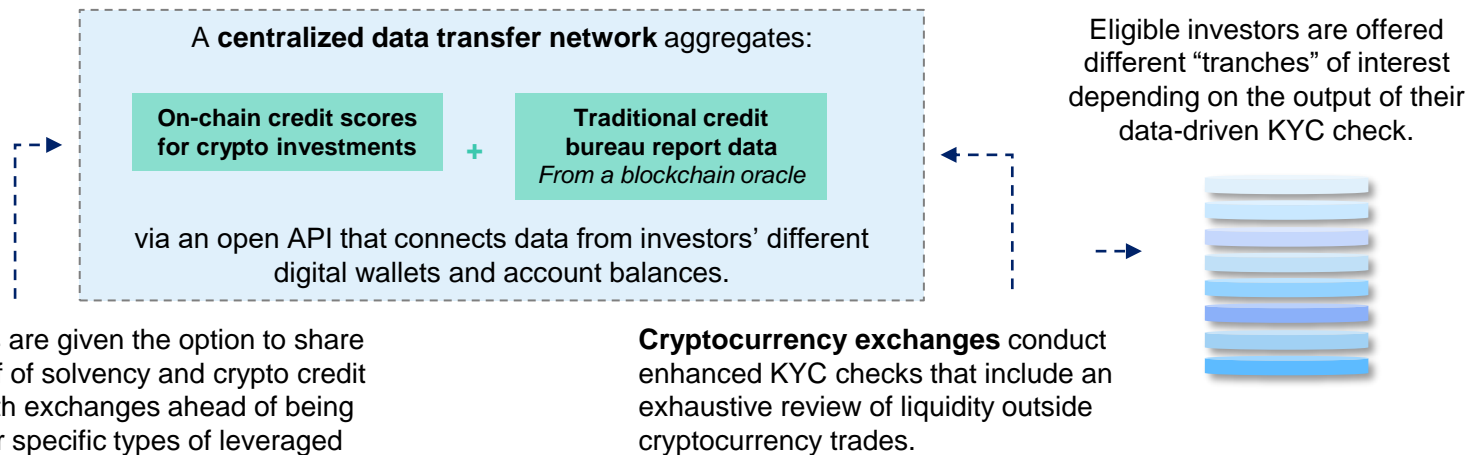 A centralized data transfer network aggregates:
On-chain credit scores
for crypto investments
+
Traditional credit
bureau report data
From a blockchain oracle
via an open API that connects data from investors’ different
digital wallets and account balances.
Eligible investors are offered
different “tranches” of interest
depending on the output of their
data-driven KYC check.
are given the option to share
of solvency and crypto credit
exchanges ahead of being
specific types of leveraged
Cryptocurrency exchanges conduct
enhanced KYC checks that include an
exhaustive review of liquidity outside
cryptocurrency trades.